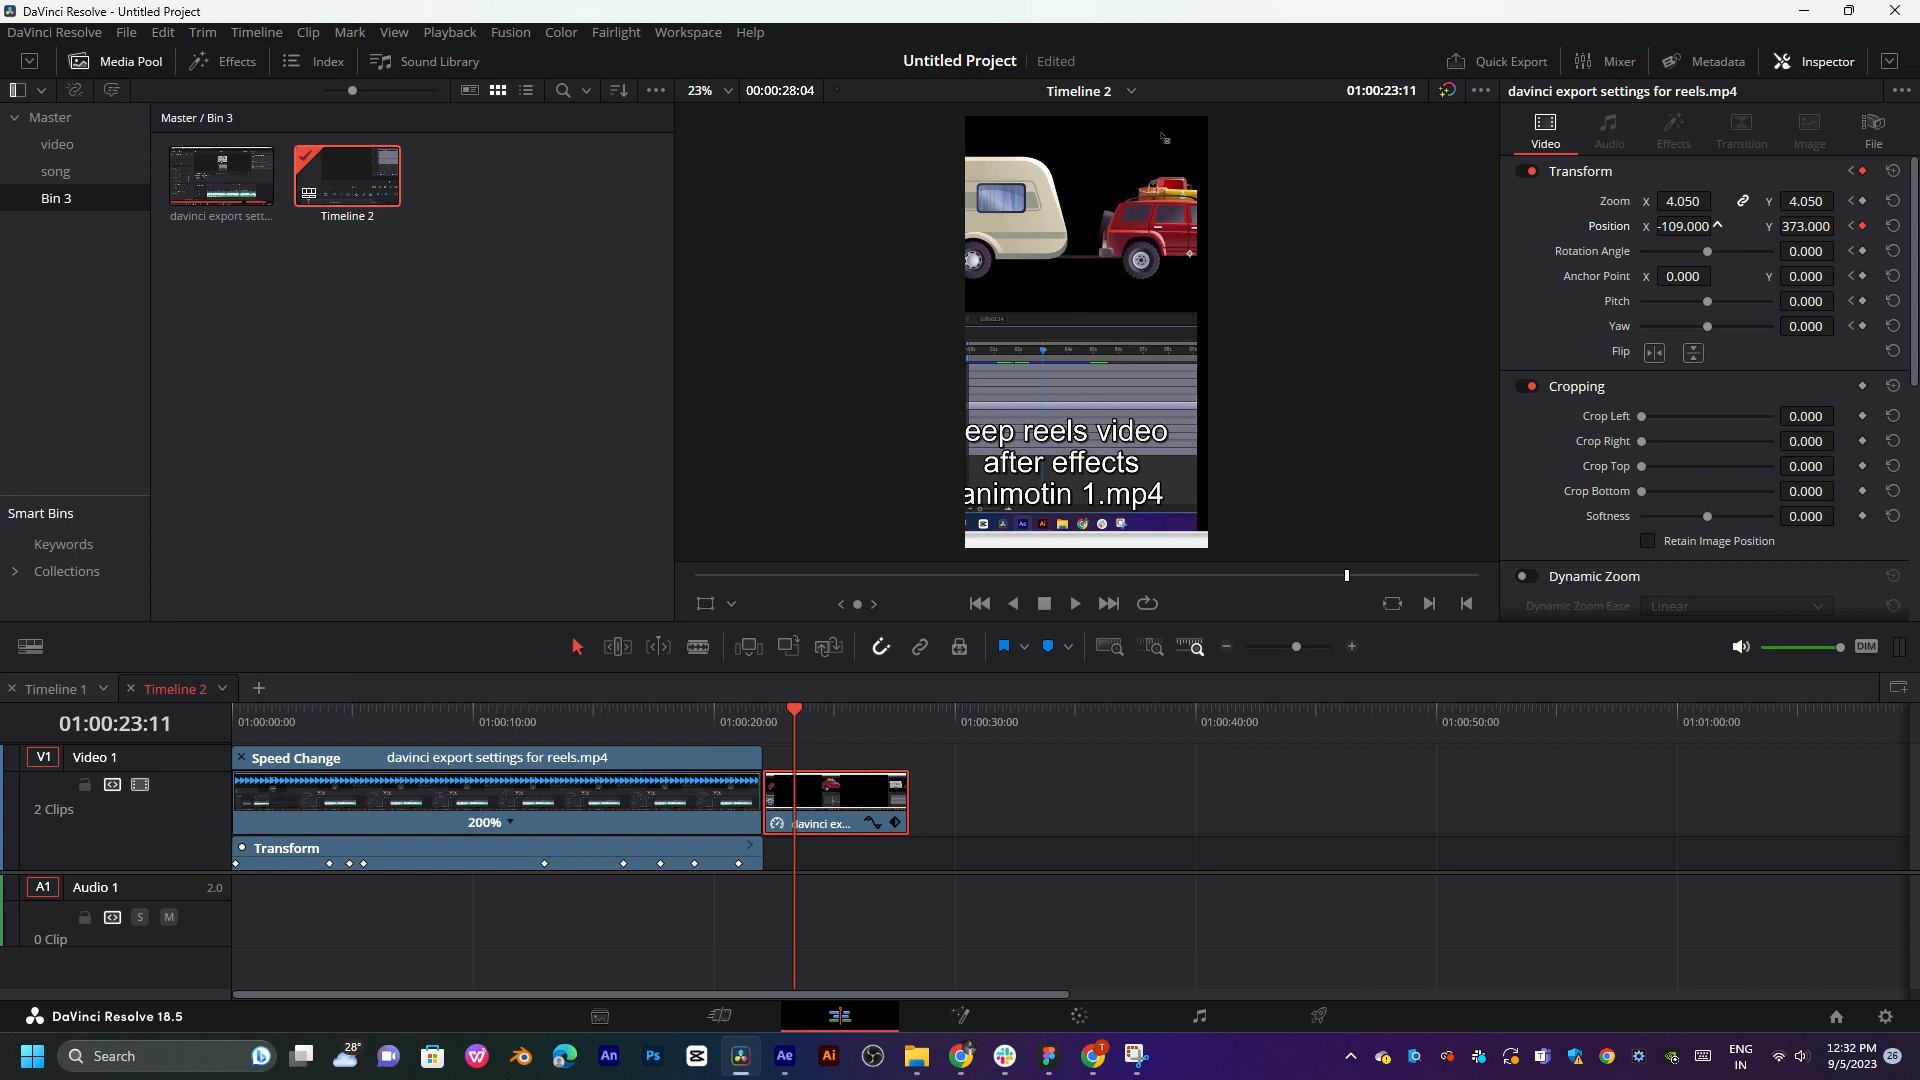 DaVinci Resolve - Untitled Project
DaVinci Resolve File Edit Trim Timeline Clip Mark View Playback Fusion Color Fairlight Workspace Help
Media Pool Effects Index Sound Library Untitled Project Edited Quick Export Mixer Metadata Inspector
23% 00:00:28:04 Timeline 2 01:00:23:11 davinci export settings for reels.mp4
Master Master / Bin 3
video
song
Bin 3
davinci export sett... Timeline 2
Smart Bins
Keywords
Collections
0:00:03:24
eep reels video
after effects
animotin 1.mp4
Video Audio Effects Transition Image File
Transform
Zoom X 4.050 Y 4.050
Position X -109.000 Y 373.000
Rotation Angle 0.000
Anchor Point X 0.000 Y 0.000
Pitch 0.000
Yaw 0.000
Flip
Cropping
Crop Left 0.000
Crop Right 0.000
Crop Top 0.000
Crop Bottom 0.000
Softness 0.000
Retain Image Position
Dynamic Zoom
Dynamic Zoom Ease Linear
DIM
Timeline 1 Timeline 2
01:00:23:11 01:00:00:00 01:00:10:00 01:00:20:00 01:00:30:00 01:00:40:00 01:00:50:00 01:01:00:00
V1 Video 1 Speed Change davinci export settings for reels.mp4
2 Clips
200% davinci ex...
Transform
A1 Audio 1 2.0
S M
0 Clip
DaVinci Resolve 18.5
Search 28° An Ps Ae Ai ENG IN 12:32 PM 9/5/2023 26